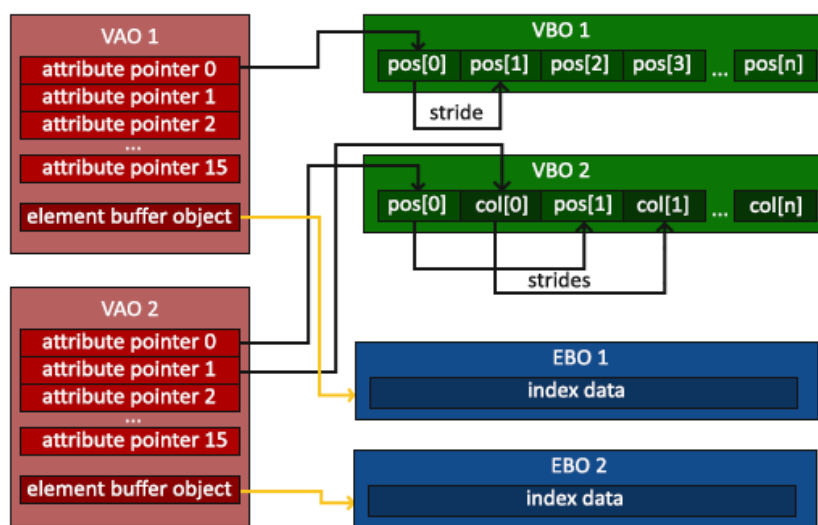 VAO 1
attribute pointer 0
attribute pointer 1
attribute pointer 2
...
attribute pointer 15
element buffer object
VAO 2
attribute pointer 0
attribute pointer 1
attribute pointer 2
...
attribute pointer 15
element buffer object
VBO 1
pos[0] pos[1] pos[2] pos[3] ... pos[n]
stride
VBO 2
pos[0] col[0] pos[1] col[1] ... col[n]
strides
EBO 1
index data
EBO 2
index data